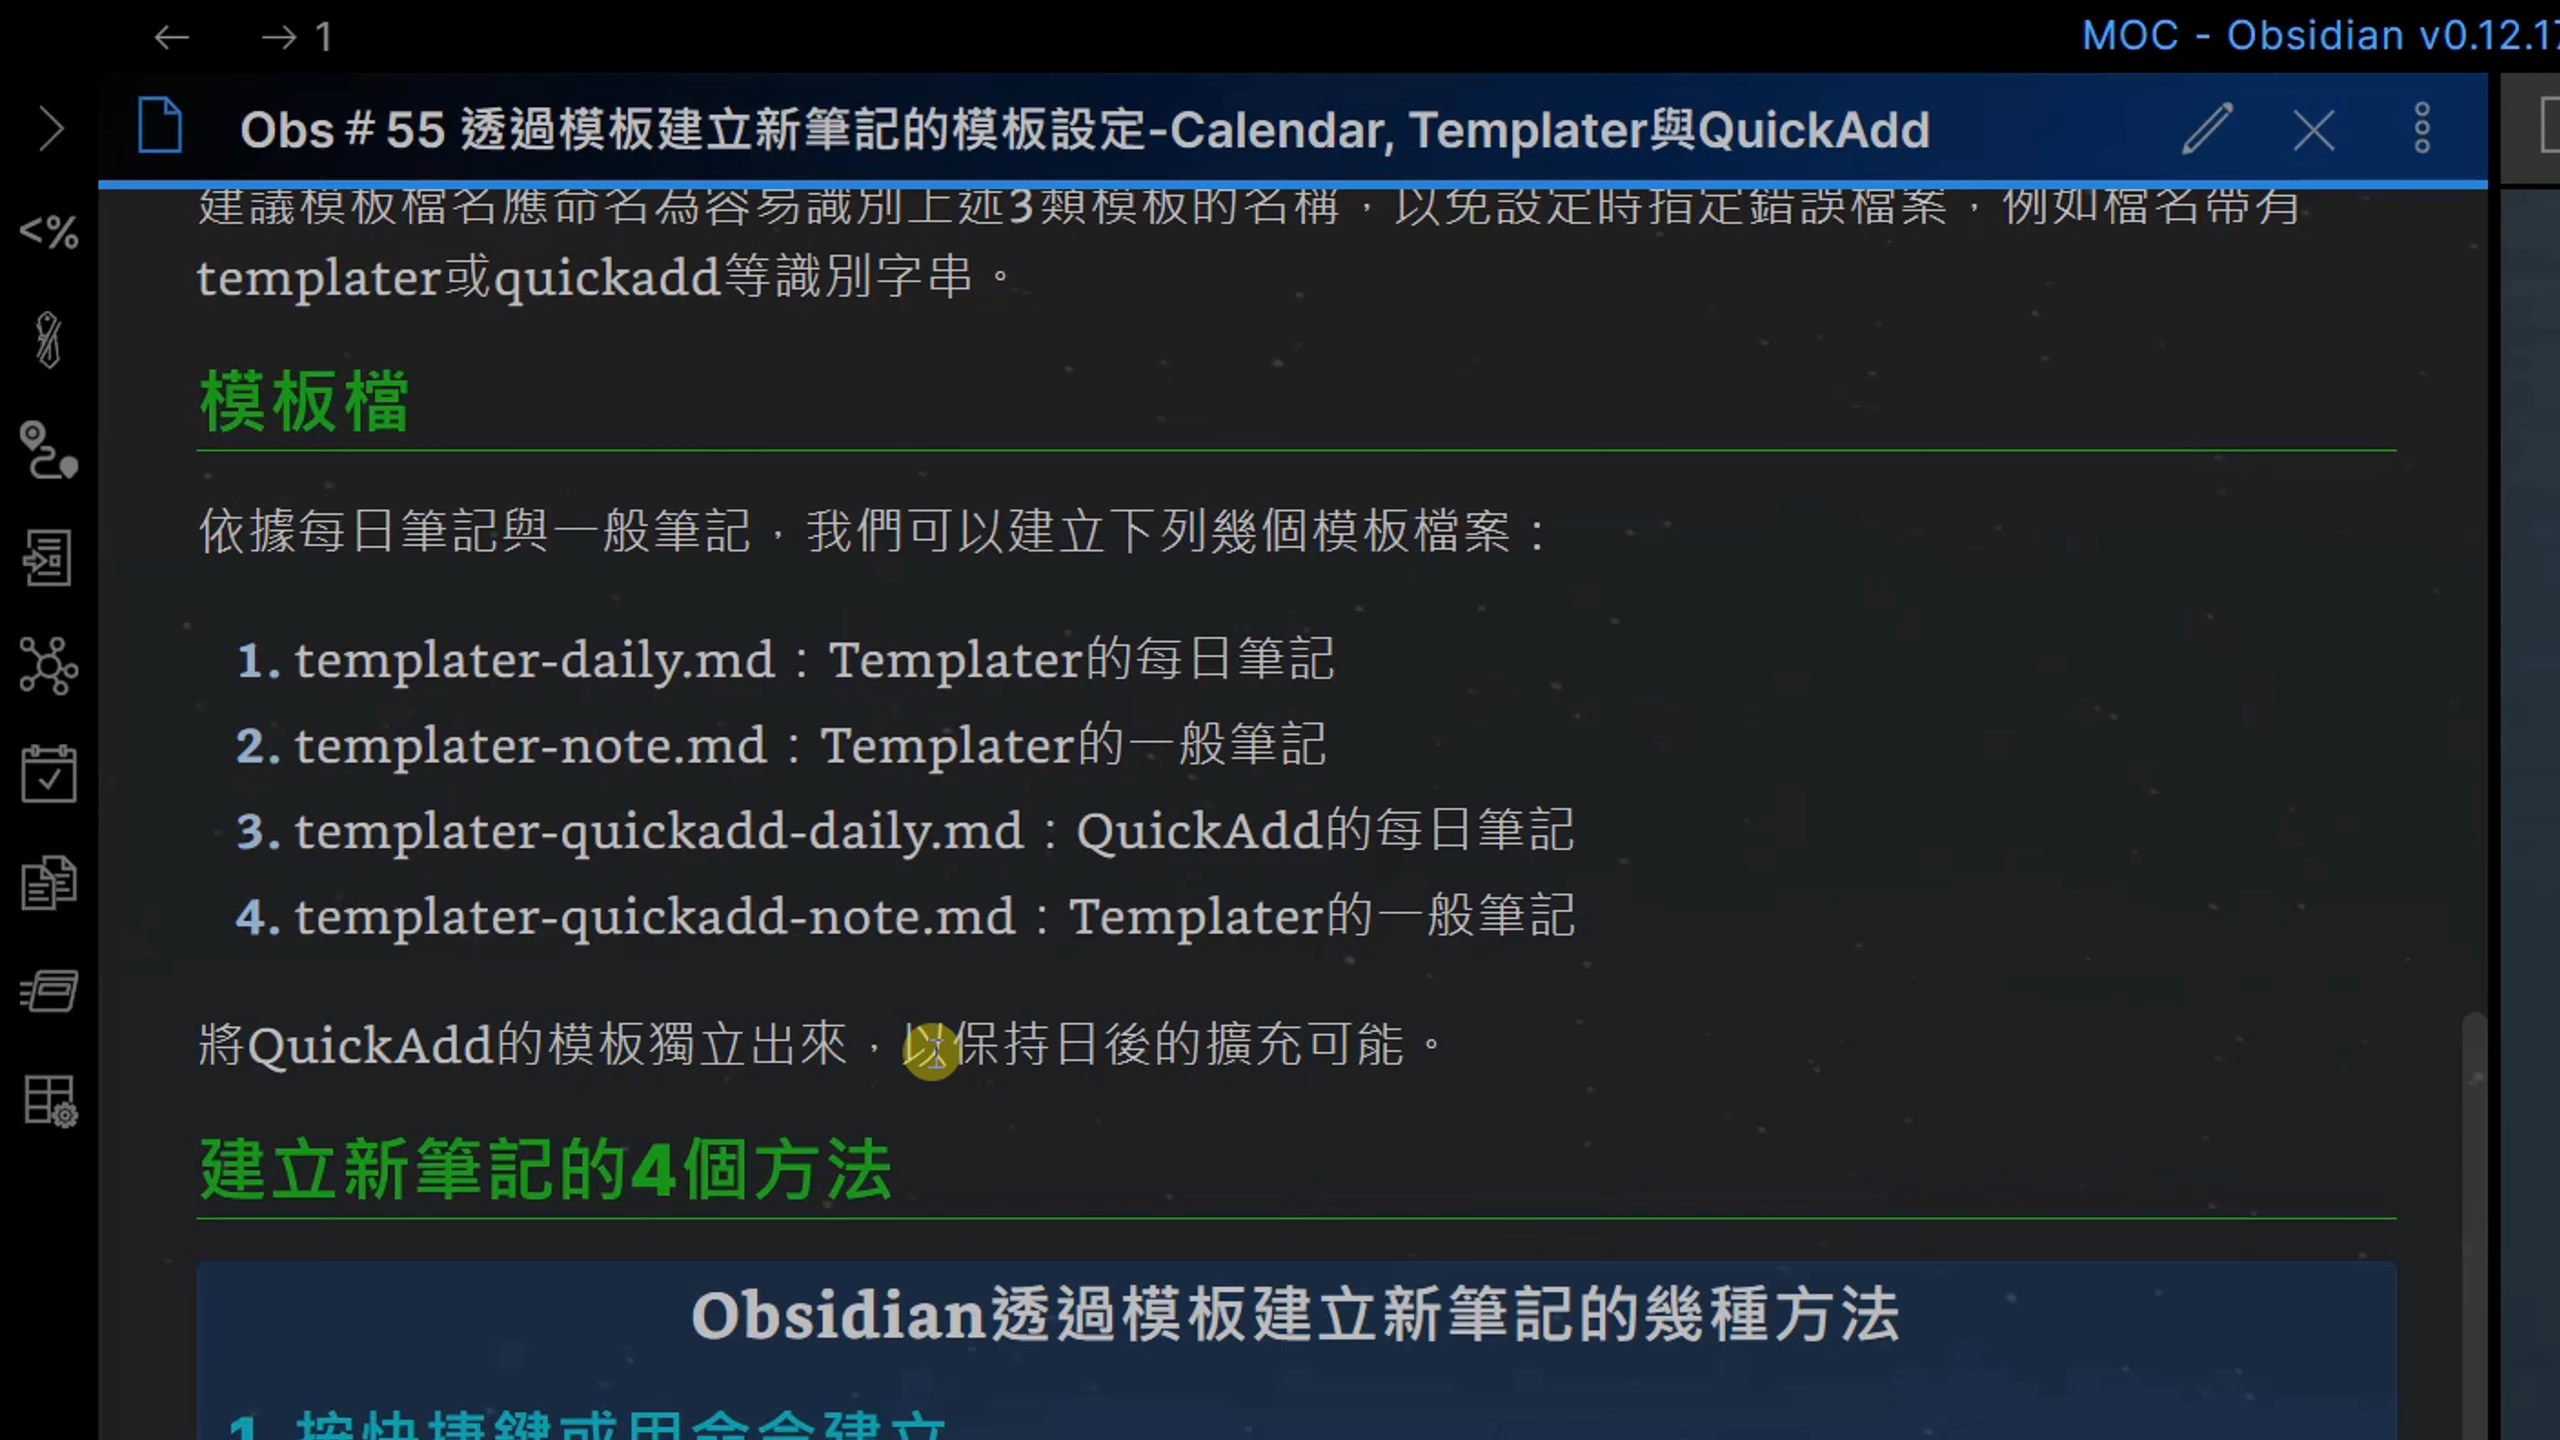 1
MOC - Obsidian v0.12.17
Obs # 55 透過模板建立新筆記的模板設定-Calendar, Templater與QuickAdd
<%
建議模板檔名應命名為容易識別上述3類模板的名稱，以免設定時指定錯誤檔案，例如檔名帶有
templater或quickadd等識別字串。
模板檔
依據每日筆記與一般筆記，我們可以建立下列幾個模板檔案：
1. templater-daily.md：Templater的每日筆記
2. templater-note.md：Templater的一般筆記
3. templater-quickadd-daily.md：QuickAdd的每日筆記
4. templater-quickadd-note.md：Templater的一般筆記
將QuickAdd的模板獨立出來，以保持日後的擴充可能。
建立新筆記的4個方法
Obsidian透過模板建立新筆記的幾種方法
1. 按快捷鍵或用命令建立